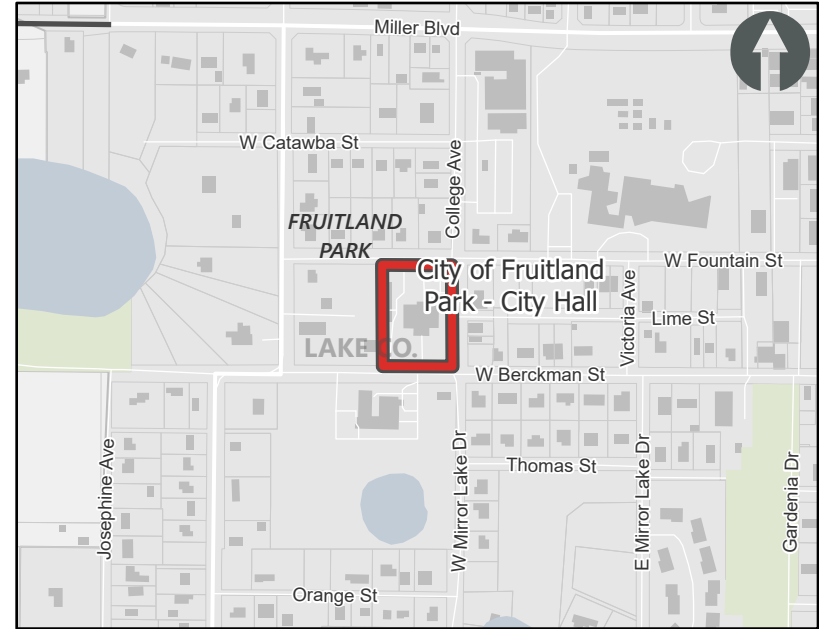 Miller Blvd
W Catawba St
College Ave
FRUITLAND
PARK
W Fountain St
City of Fruitland
Park - City Hall
Victoria Ave
Lime St
LAKE CO.
W Berckman St
Josephine Ave
W Mirror Lake Dr
Thomas St
E Mirror Lake Dr
Gardenia Dr
Orange St